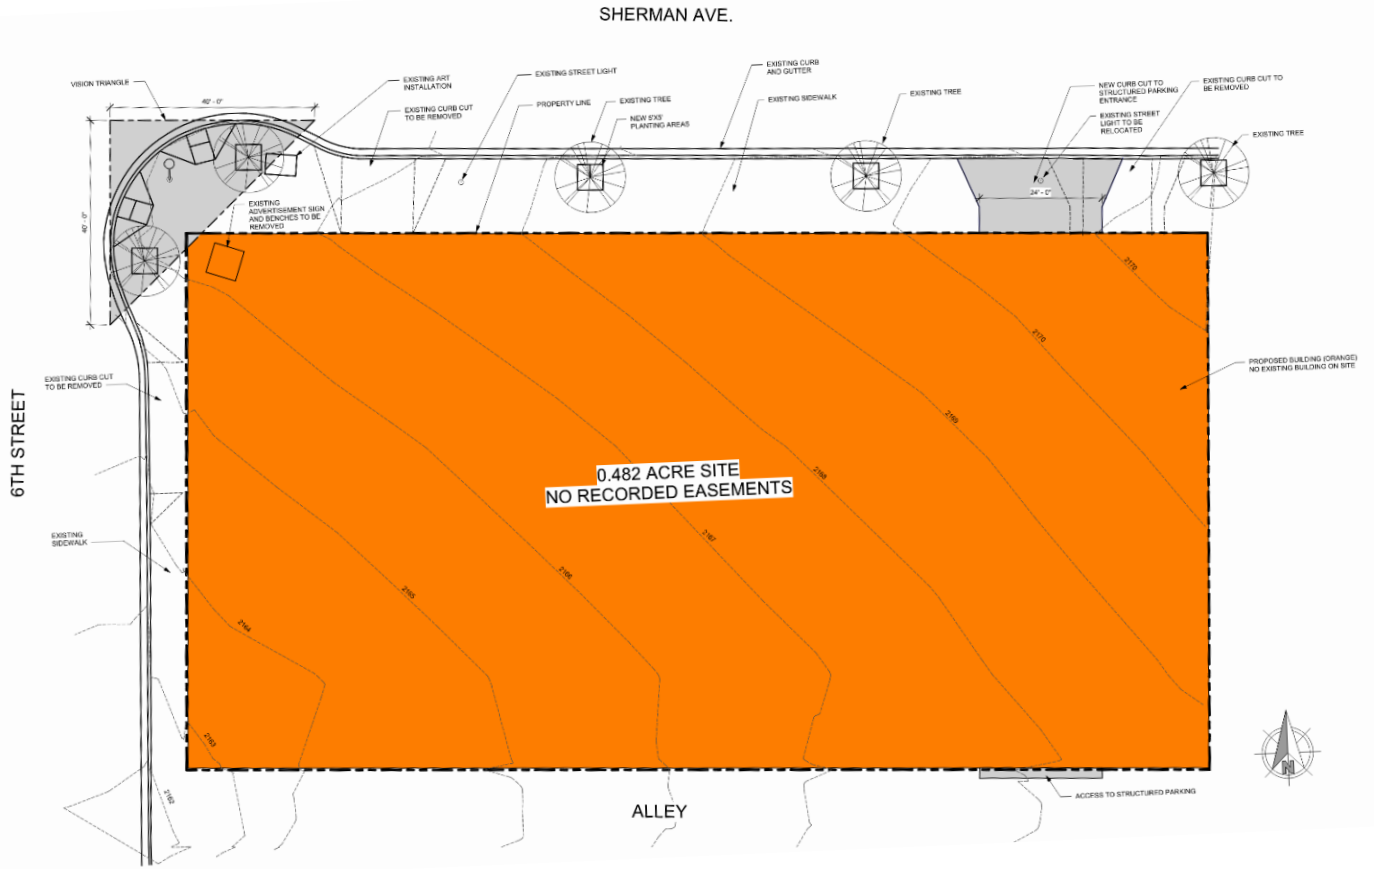 SHERMAN AVE.
VISION TRIANGLE
40' - 0"
EXISTING ART
INSTALLATION
EXISTING CURB CUT
TO BE REMOVED
EXISTING STREET LIGHT
PROPERTY LINE
EXISTING TREE
NEW 5'X5'
PLANTING AREAS
EXISTING CURB
AND GUTTER
EXISTING SIDEWALK
EXISTING TREE
NEW CURB CUT TO
STRUCTURED PARKING
ENTRANCE
EXISTING STREET
LIGHT TO BE
RELOCATED
EXISTING CURB CUT TO
BE REMOVED
EXISTING TREE
24' - 0"
40' - 0"
EXISTING
ADVERTISEMENT SIGN
AND BENCHES TO BE
REMOVED
2170
2170
PROPOSED BUILDING (ORANGE)
NO EXISTING BUILDING ON SITE
EXISTING CURB CUT
TO BE REMOVED
6TH STREET
2169
0.482 ACRE SITE
NO RECORDED EASEMENTS
2168
2167
EXISTING
SIDEWALK
2166
2165
2164
2163
2162
N
ALLEY
ACCESS TO STRUCTURED PARKING